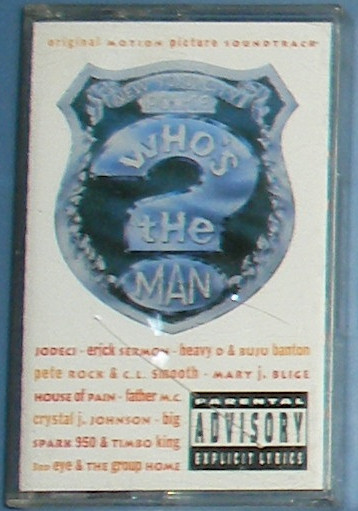 original MOTION picture SOUNDTRACK
NEW YORK CITY
POLICE
WHO'S
tHe
MAN
?
JODECI - erick SERMON - heavy D & BUJU banton
pete ROCK & C.L. smooth - MARY j. BLIGE
HOUSE OF PAIN - father M.C.
crystal j. JOHNSON - big
SPARK 950 & TIMBO king
3rd eye & THE group HOME
PARENTAL
ADVISORY
EXPLICIT LYRICS